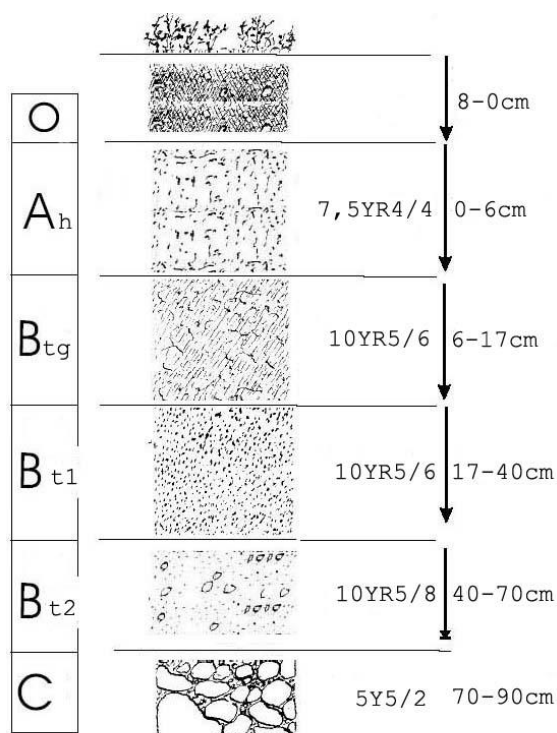 O 8-0cm
Ah 7,5YR4/4 0-6cm
Btg 10YR5/6 6-17cm
Bt1 10YR5/6 17-40cm
Bt2 10YR5/8 40-70cm
C 5Y5/2 70-90cm